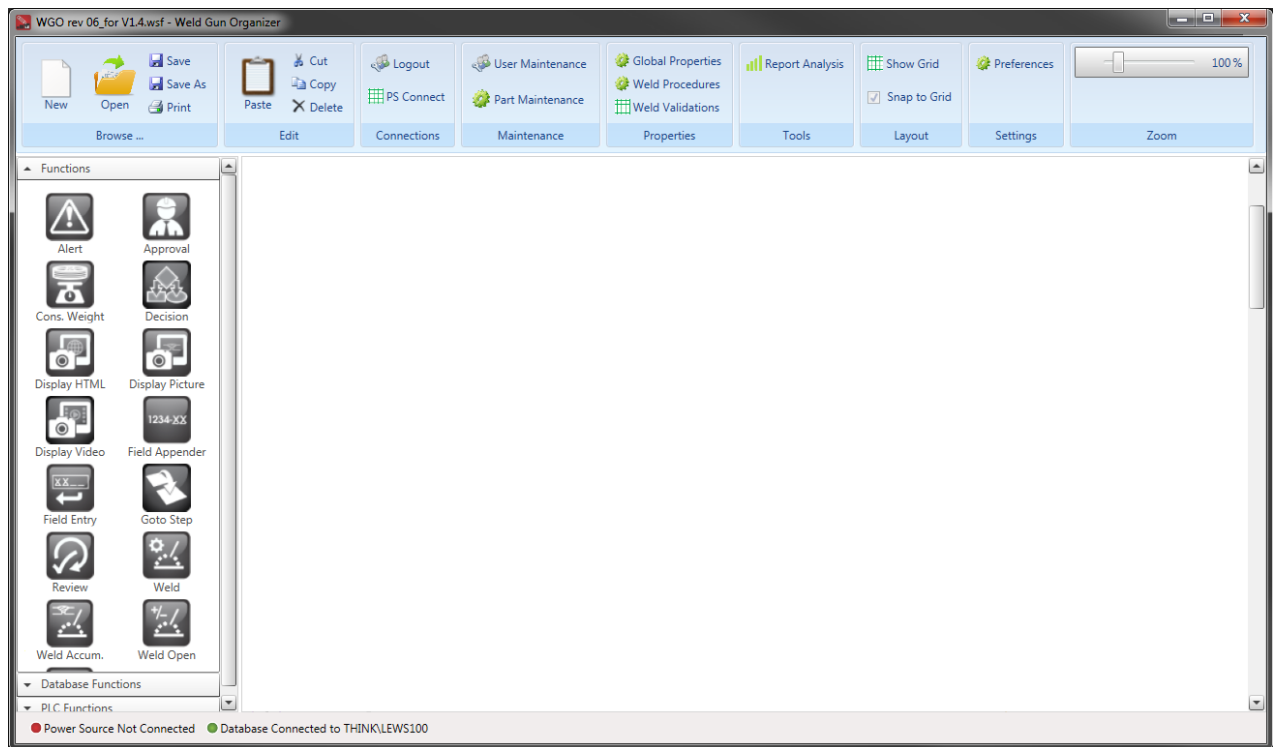 WGO rev 06_for V1.4.wsf - Weld Gun Organizer
New
Open
Save
Save As
Print
Browse ...
Paste
Cut
Copy
Delete
Edit
Logout
PS Connect
Connections
User Maintenance
Part Maintenance
Maintenance
Global Properties
Weld Procedures
Weld Validations
Properties
Report Analysis
Tools
Show Grid
Snap to Grid
Layout
Preferences
Settings
100 %
Zoom
Functions
Alert
Approval
Cons. Weight
Decision
Display HTML
Display Picture
1234-XX
Display Video
Field Appender
XX__
Field Entry
Goto Step
Review
Weld
+/-
Weld Accum.
Weld Open
Database Functions
PLC Functions
Power Source Not Connected
Database Connected to THINK\LEWS100